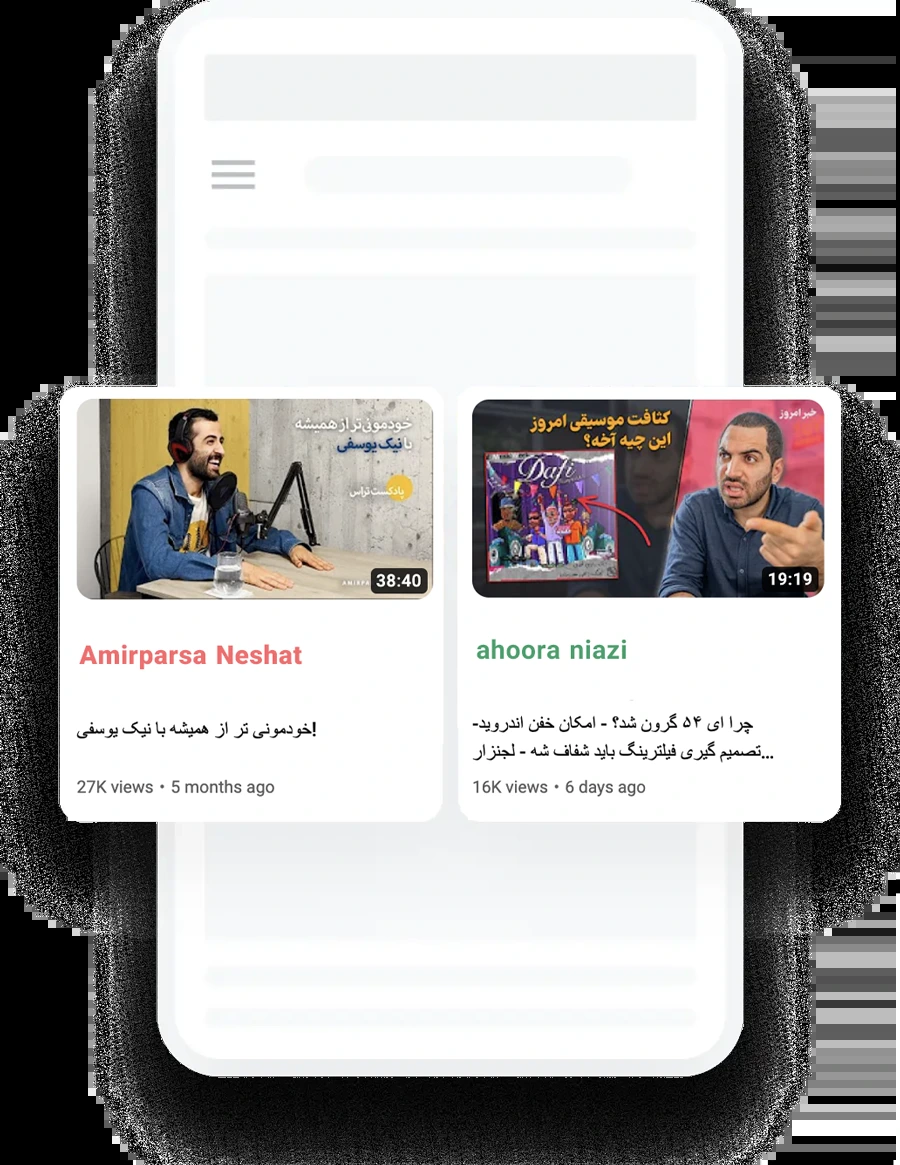 خودمونی‌تر از همیشه
با نیک یوسفی
پادکست تراس
38:40
Amirparsa Neshat
خودمونی تر از همیشه با نیک یوسفی!
27K views • 5 months ago
خبر امروز
کثافت موسیقی امروز
این چیه آخه؟
Dafi
19:19
ahoora niazi
چرا ای ۵۴ گرون شد؟ - امکان خفن اندروید-
تصمیم گیری فیلترینگ باید شفاف شه - لجنزار...
16K views • 6 days ago